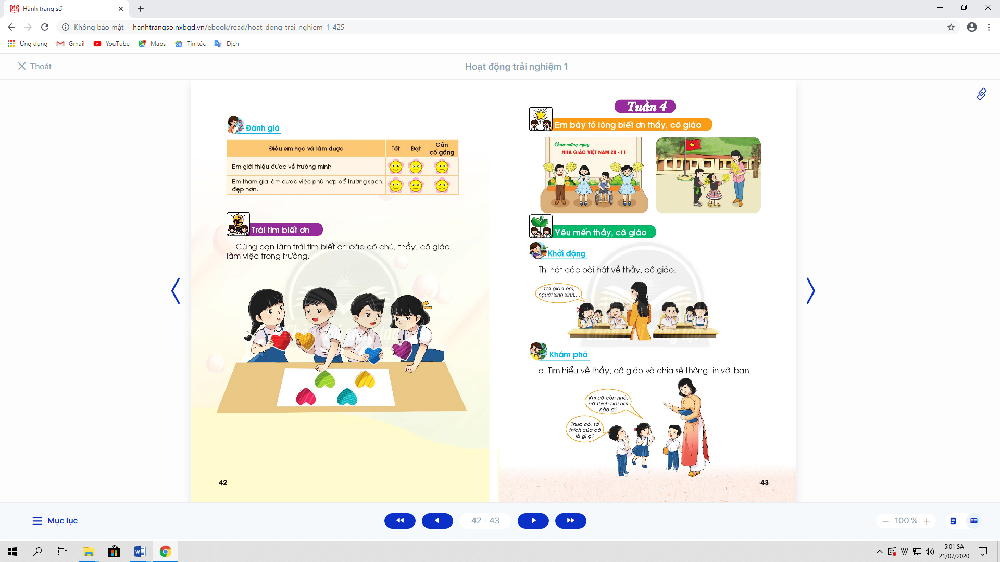 Hành trang số
Không bảo mật
hanhtrangso.nxbgd.vn/ebook/read/hoat-dong-trai-nghiem-1-425
Ứng dụng
Gmail
YouTube
Maps
Tin tức
Dịch
Thoát
Hoạt động trải nghiệm 1
Đánh giá
Điều em học và làm được
Tốt
Đạt
Cần
cố gắng
Em giới thiệu được về trường mình.
Em tham gia làm được việc phù hợp để trường sạch,
đẹp hơn.
Trái tim biết ơn
Cùng bạn làm trái tim biết ơn các cô chú, thầy, cô giáo,...
làm việc trong trường.
42
Tuần 4
Em bày tỏ lòng biết ơn thầy, cô giáo
Chào mừng ngày
NHÀ GIÁO VIỆT NAM 20 - 11
Yêu mến thầy, cô giáo
Khởi động
Thi hát các bài hát về thầy, cô giáo.
Cô giáo em,
người xinh xinh,...
Khám phá
a. Tìm hiểu về thầy, cô giáo và chia sẻ thông tin với bạn.
Khi cô còn nhỏ,
cô thích bài hát
nào ạ?
Thưa cô, sở
thích của cô
là gì ạ?
43
Mục lục
42 - 43
100 %
5:01 SA
21/07/2020